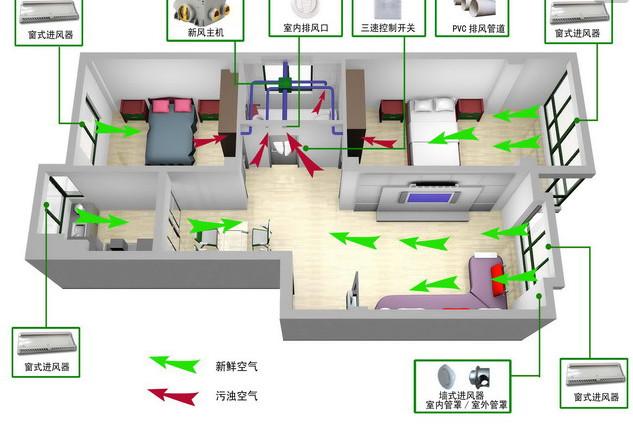 窗式进风器
新风主机
室内排风口
三速控制开关
PVC 排风管道
窗式进风器
窗式进风器
新鲜空气
污浊空气
墙式进风器
室内管罩 / 室外管罩
窗式进风器